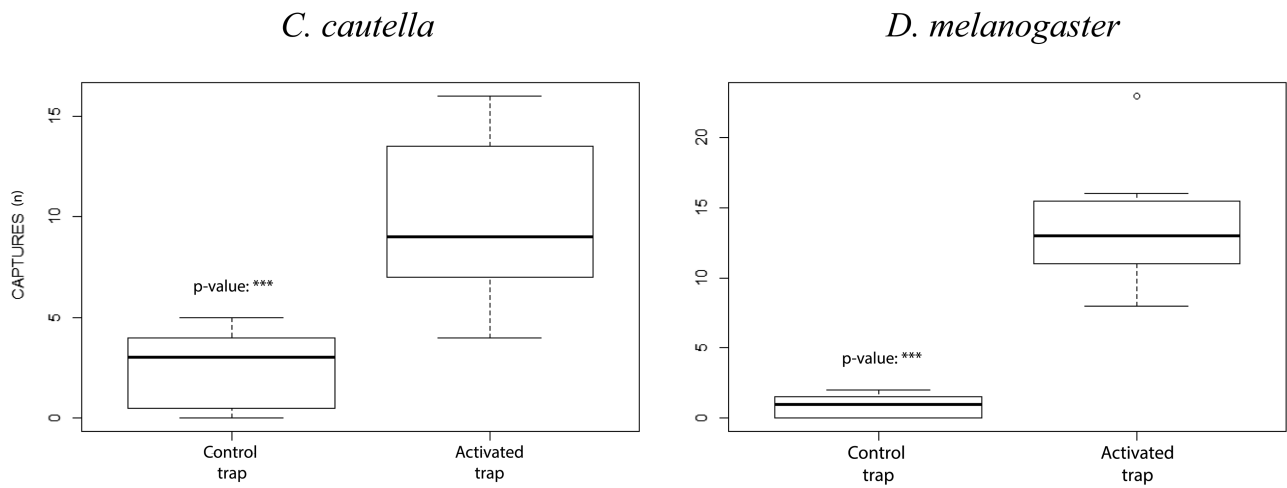 C. cautella
D. melanogaster
CAPTURES (n)
15
10
5
0
p-value: ***
Control
trap
Activated
trap
20
15
10
5
0
p-value: ***
Control
trap
Activated
trap